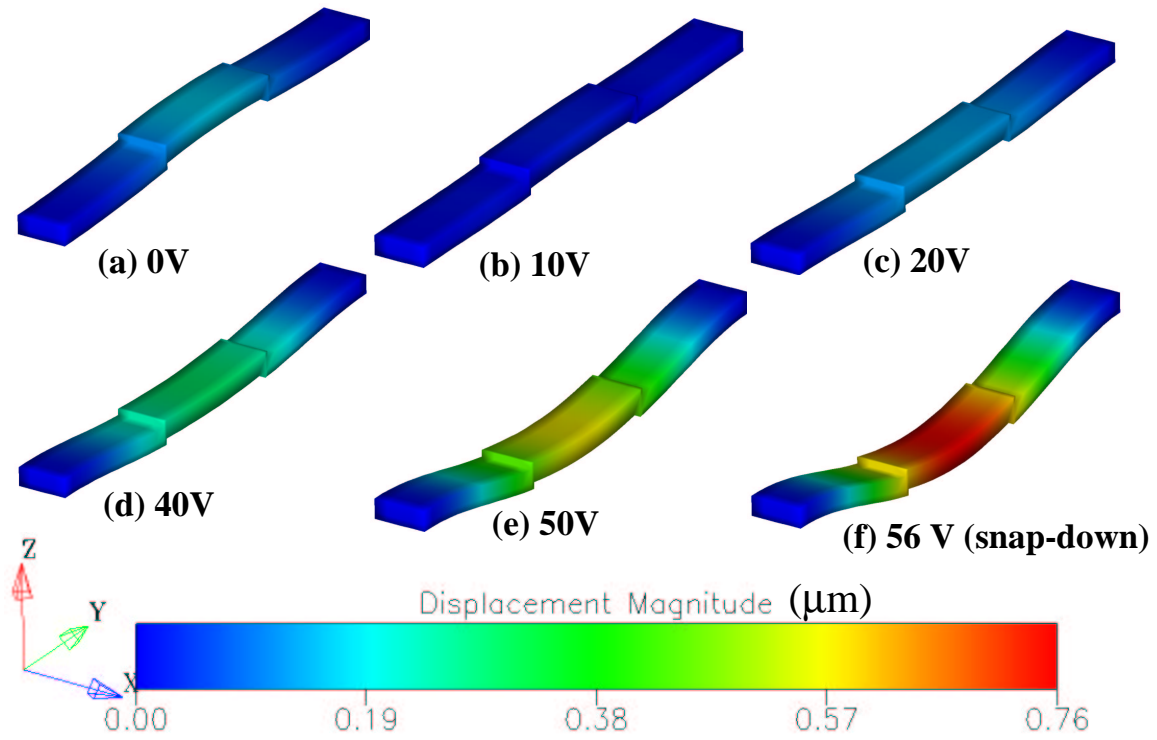 (a) 0V
(b) 10V
(c) 20V
(d) 40V
(e) 50V
(f) 56 V (snap-down)
Z
Y
X
Displacement Magnitude (μm)
0.00 0.19 0.38 0.57 0.76